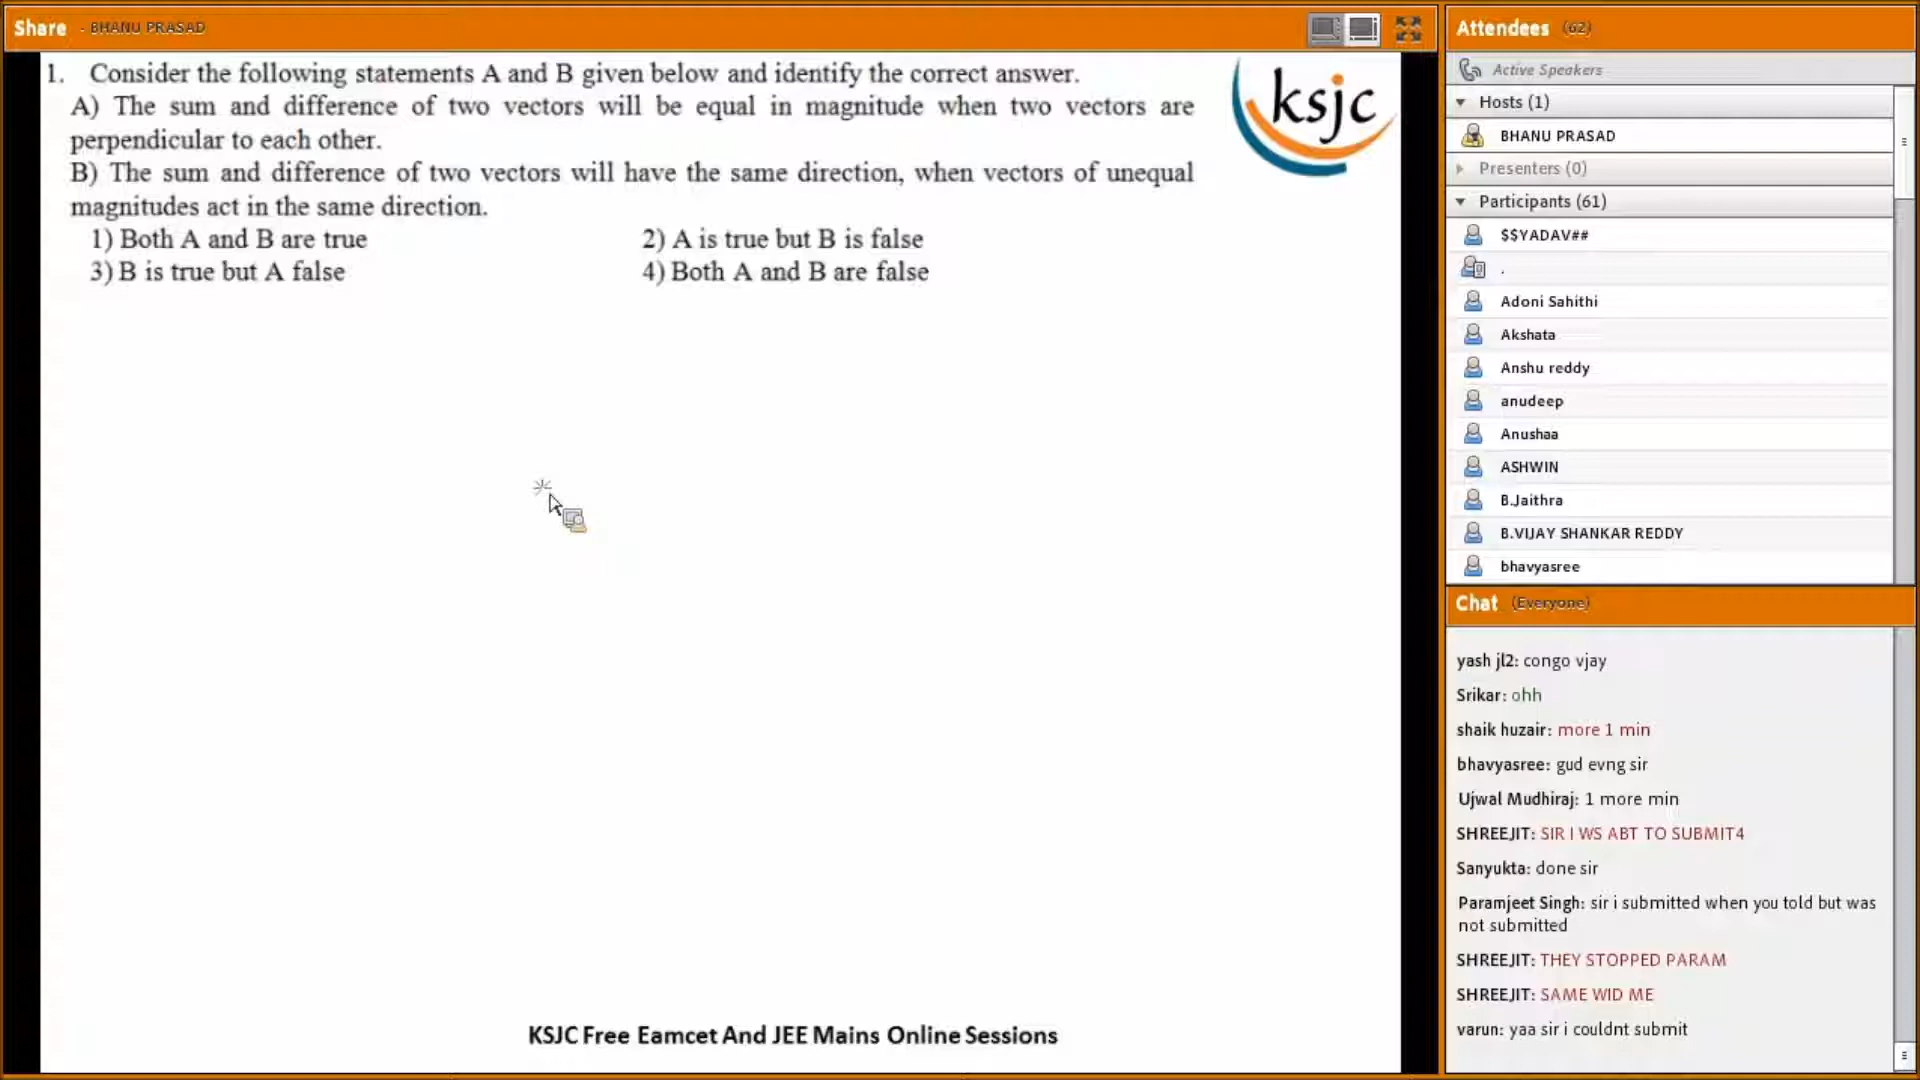 Share - BHANU PRASAD
1. Consider the following statements A and B given below and identify the correct answer.
A) The sum and difference of two vectors will be equal in magnitude when two vectors are
perpendicular to each other.
B) The sum and difference of two vectors will have the same direction, when vectors of unequal
magnitudes act in the same direction.
1) Both A and B are true 2) A is true but B is false
3) B is true but A false 4) Both A and B are false
ksjc
KSJC Free Eamcet And JEE Mains Online Sessions
Attendees (62)
Active Speakers
Hosts (1)
BHANU PRASAD
Presenters (0)
Participants (61)
$$YADAV##
.
Adoni Sahithi
Akshata
Anshu reddy
anudeep
Anushaa
ASHWIN
B.Jaithra
B.VIJAY SHANKAR REDDY
bhavyasree
Chat (Everyone)
yash jl2: congo vjay
Srikar: ohh
shaik huzair: more 1 min
bhavyasree: gud evng sir
Ujwal Mudhiraj: 1 more min
SHREEJIT: SIR I WS ABT TO SUBMIT4
Sanyukta: done sir
Paramjeet Singh: sir i submitted when you told but was
not submitted
SHREEJIT: THEY STOPPED PARAM
SHREEJIT: SAME WID ME
varun: yaa sir i couldnt submit